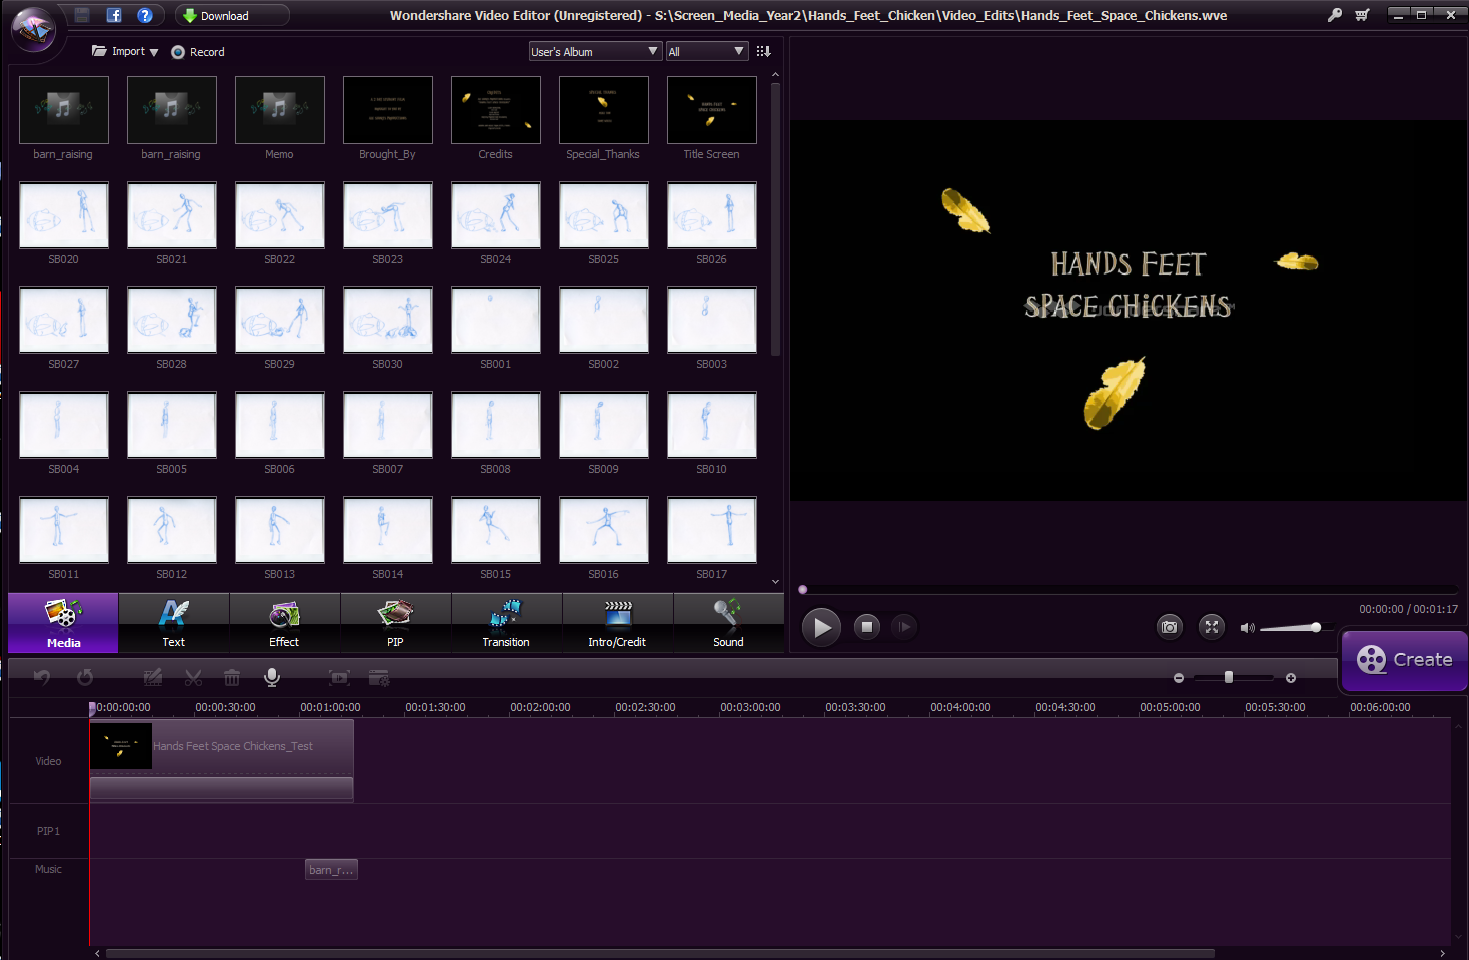 Download
Wondershare Video Editor (Unregistered) - S:\Screen_Media_Year2\Hands_Feet_Chicken\Video_Edits\Hands_Feet_Space_Chickens.wve
Import
Record
User's Album
All
barn_raising
barn_raising
Memo
Brought_By
Credits
Special_Thanks
Title Screen
SB020
SB021
SB022
SB023
SB024
SB025
SB026
SB027
SB028
SB029
SB030
SB001
SB002
SB003
SB004
SB005
SB006
SB007
SB008
SB009
SB010
SB011
SB012
SB013
SB014
SB015
SB016
SB017
HANDS FEET
SPACE CHiCKENS
wondershare™
00:00:00 / 00:01:17
Media
Text
Effect
PIP
Transition
Intro/Credit
Sound
Create
0:00:00:00
00:00:30:00
00:01:00:00
00:01:30:00
00:02:00:00
00:02:30:00
00:03:00:00
00:03:30:00
00:04:00:00
00:04:30:00
00:05:00:00
00:05:30:00
00:06:00:00
Video
Hands Feet Space Chickens_Test
PIP1
Music
barn_r...